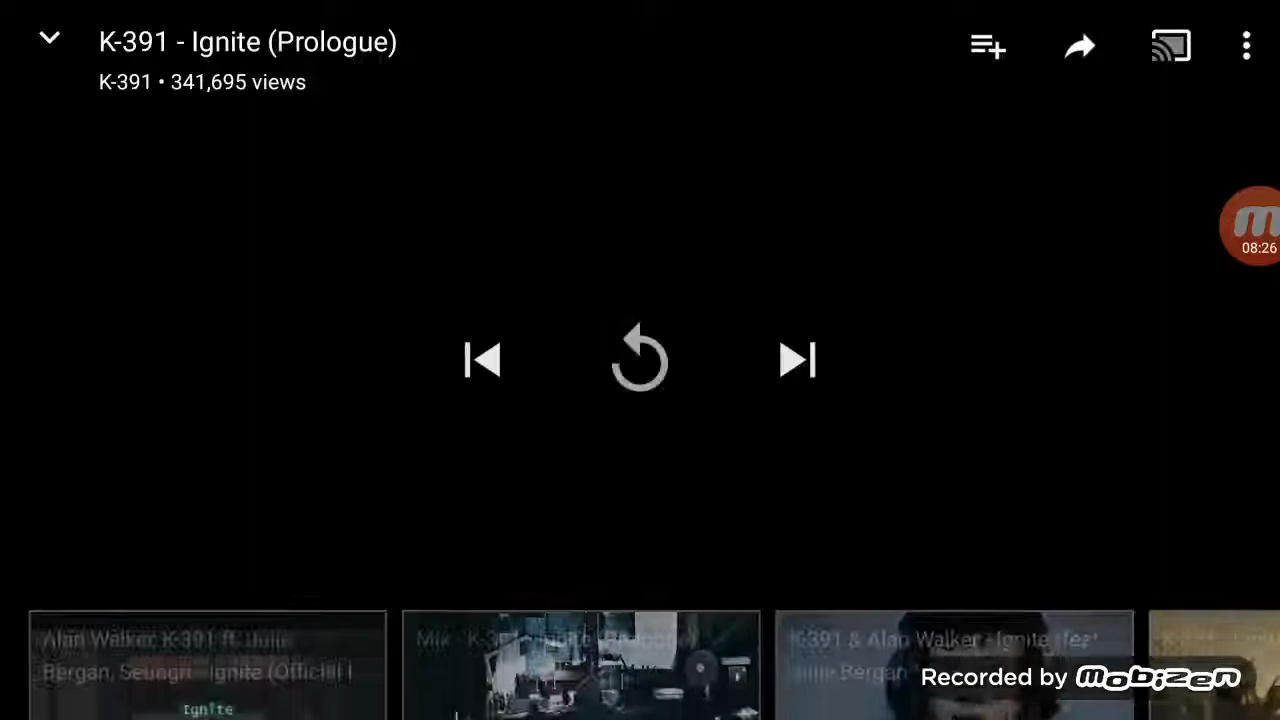 K-391 - Ignite (Prologue)
K-391 • 341,695 views
08:26
Alan Walker, K-391 ft. Julie
Bergan, Seungri - Ignite (Official
Ignite
K-391 & Alan Walker - Ignite (feat
Julie Bergan
Recorded by mobizen